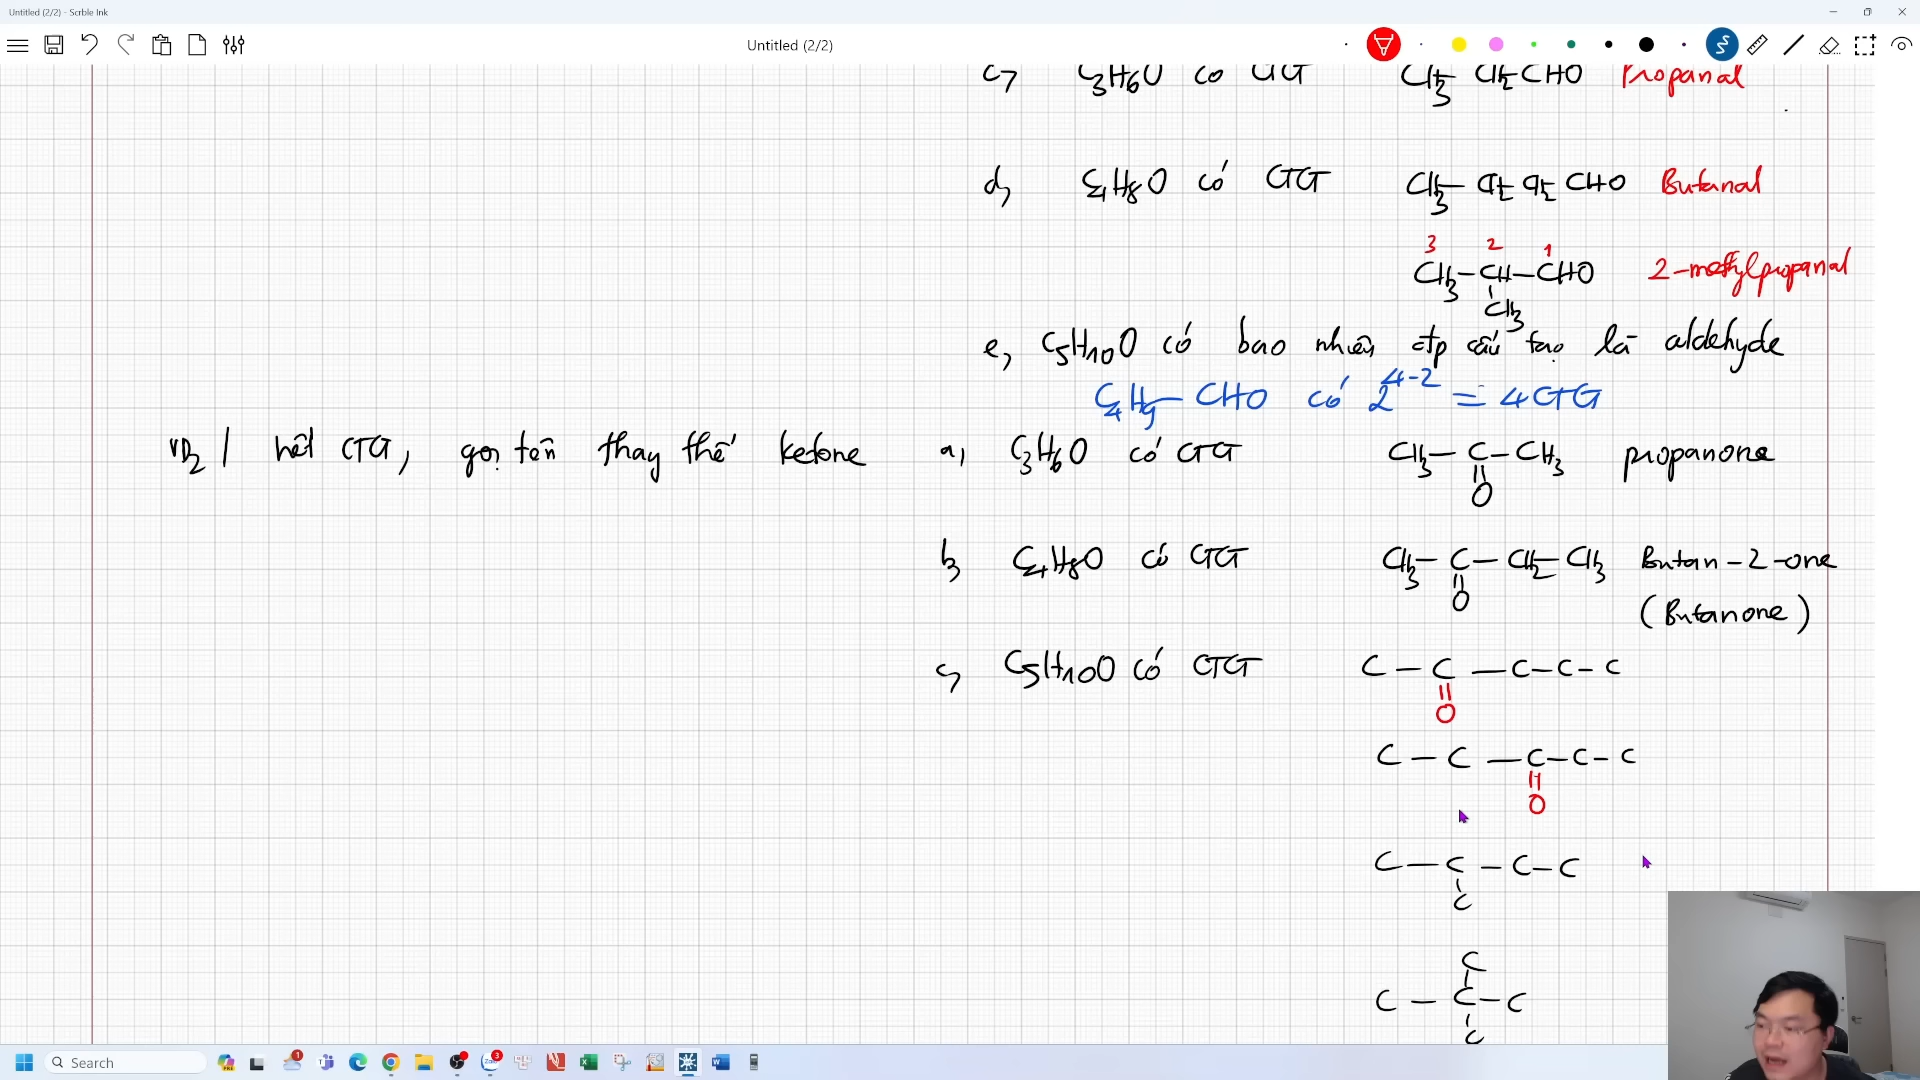 Untitled (2/2) - Scrble Ink
Untitled (2/2)
c, C3H6O có CTCT CH3-CH2CHO Propanal
d, C4H8O có CTCT CH3-CH2 CH2 CHO Butanal
3 2 1
CH3-CH-CHO 2-methylpropanal
CH3
e, C5H10O có bao nhiêu đp cấu tạo là aldehyde
C4H9-CHO có 2^4-2 = 4 CTCT
VD2 / viết CTCT, gọi tên thay thế ketone a, C3H6O có CTCT CH3-C-CH3 propanone
O
b, C4H8O có CTCT CH3-C-CH2-CH3 Butan-2-one
O
(Butanone)
c, C5H10O có CTCT C-C-C-C-C
O
C-C-C-C-C
O
C-C-C-C
C
C
C-C-C
C
Search